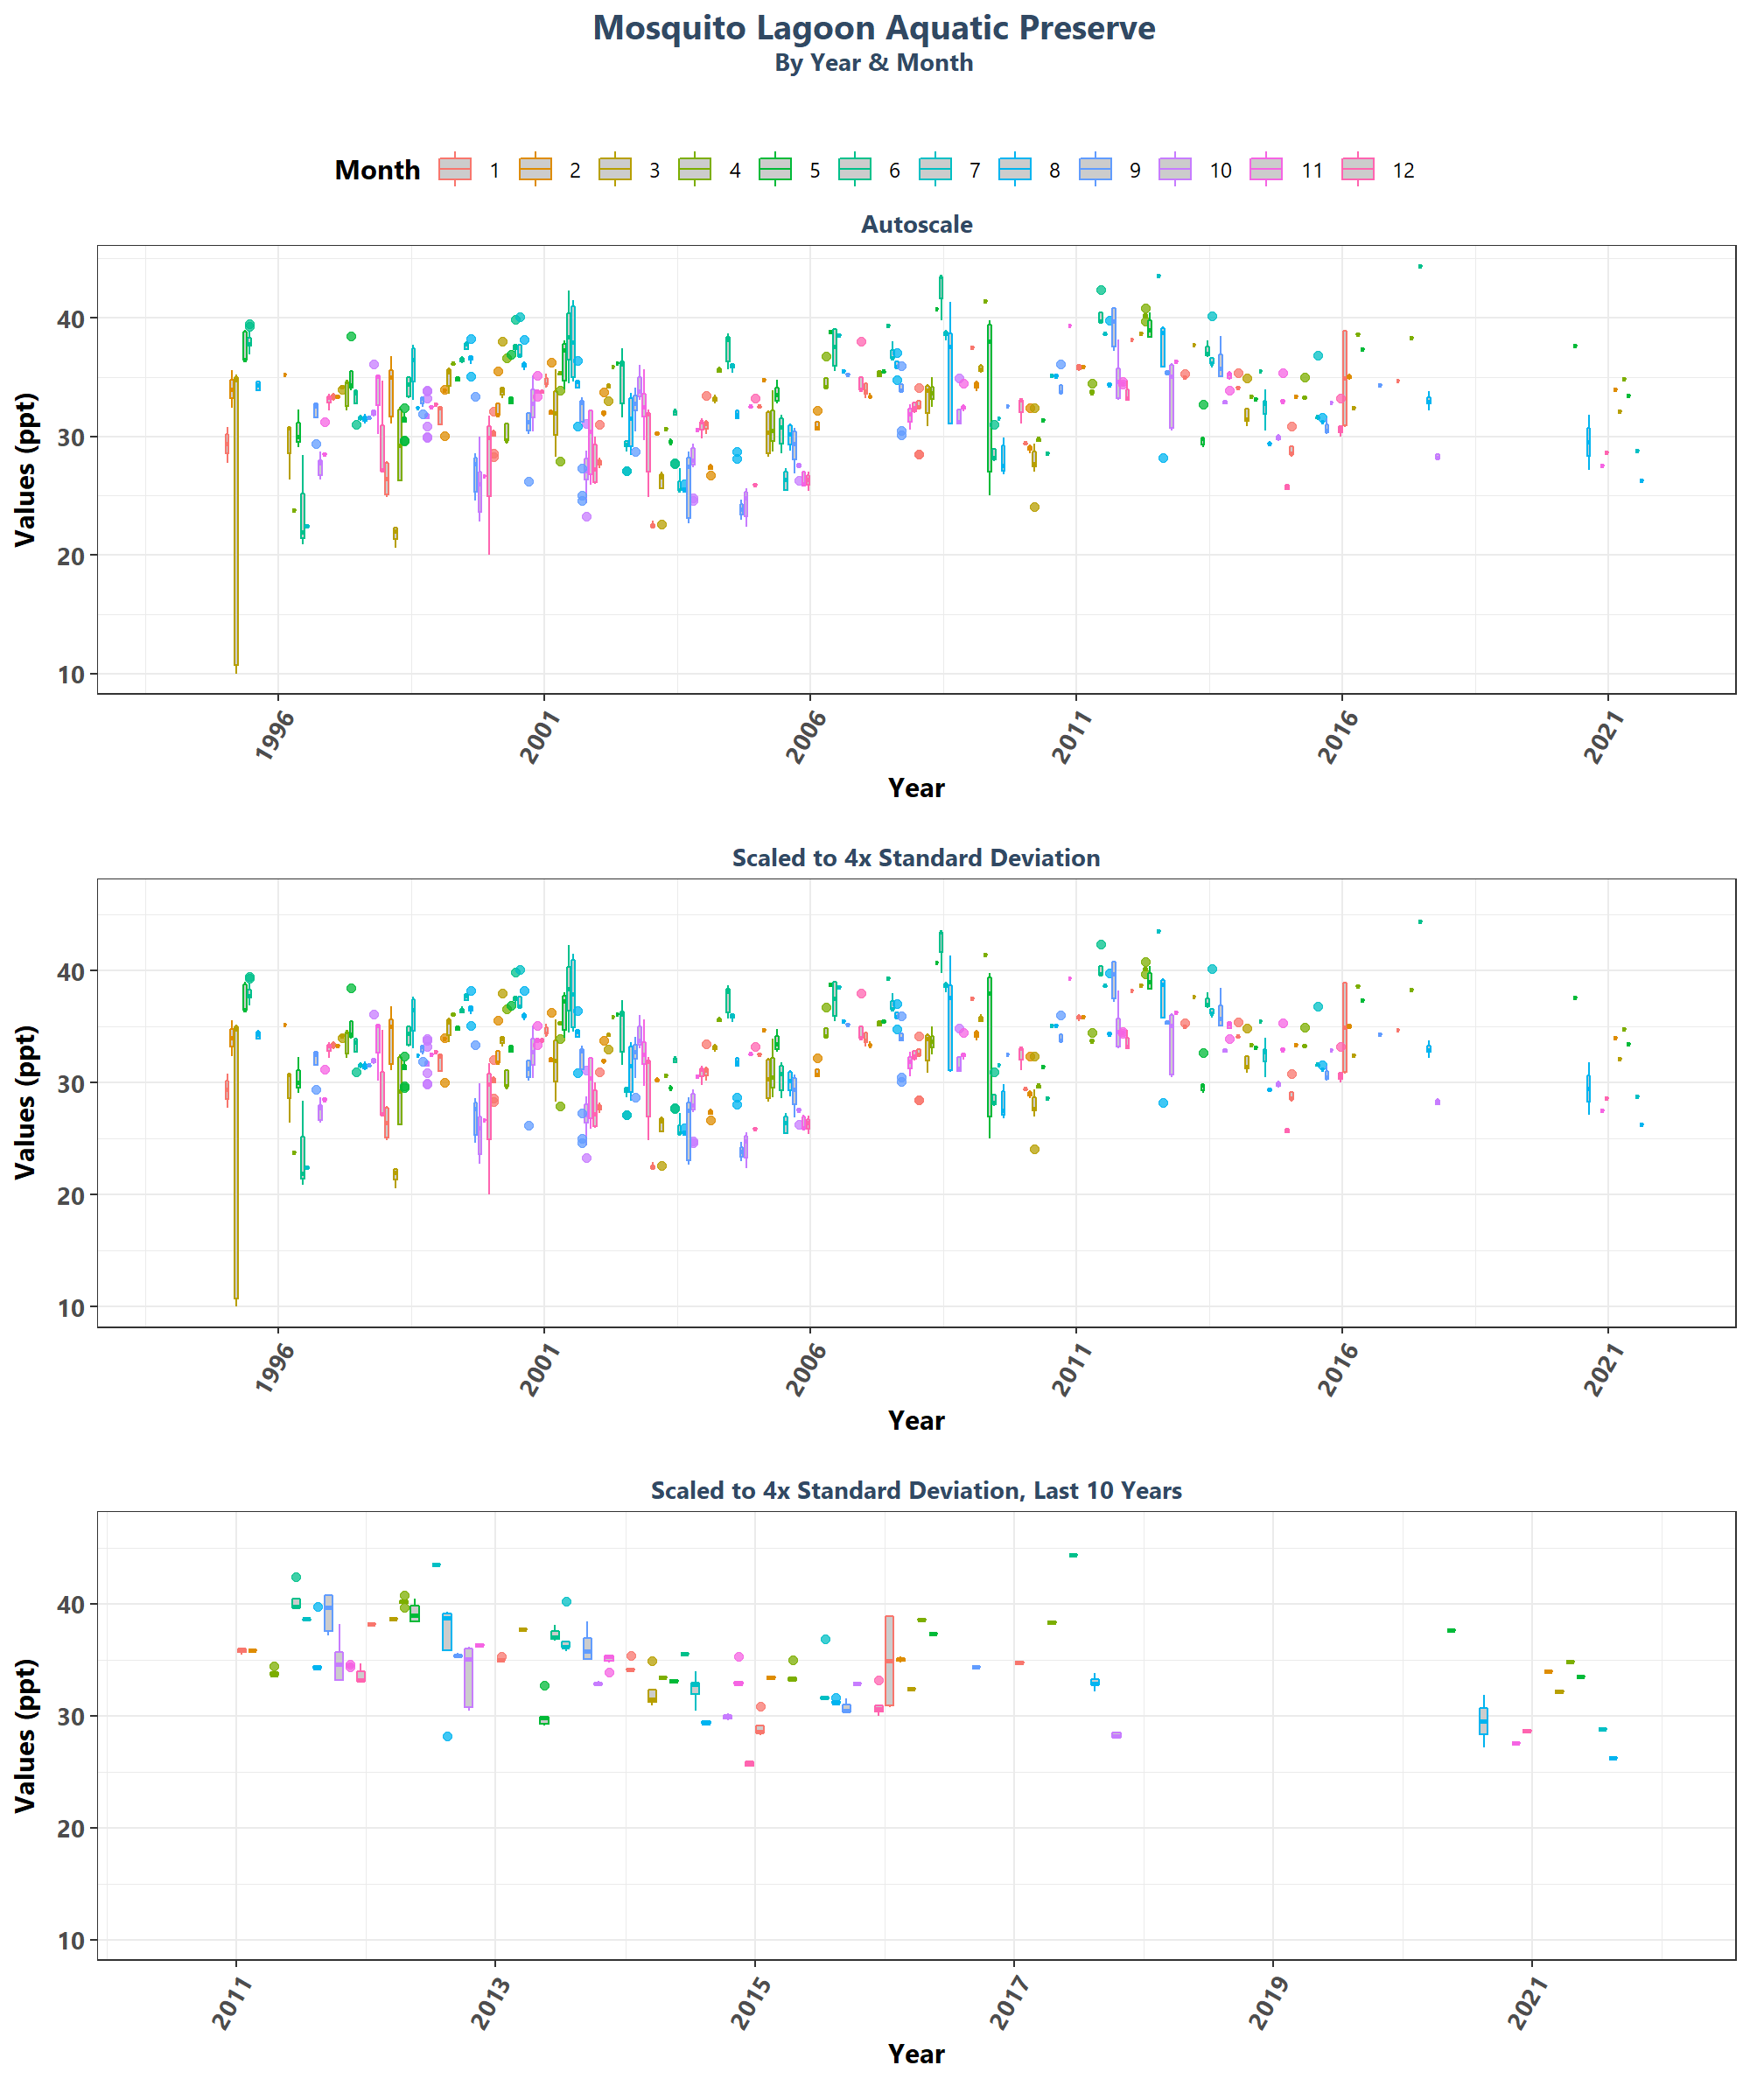 Mosquito Lagoon Aquatic Preserve
By Year & Month
Month 1 2 3 4 5 6 7 8 9 10 11 12
Autoscale
Values (ppt)
40
30
20
10
1996 2001 2006 2011 2016 2021
Year
Scaled to 4x Standard Deviation
Values (ppt)
40
30
20
10
1996 2001 2006 2011 2016 2021
Year
Scaled to 4x Standard Deviation, Last 10 Years
Values (ppt)
40
30
20
10
2011 2013 2015 2017 2019 2021
Year